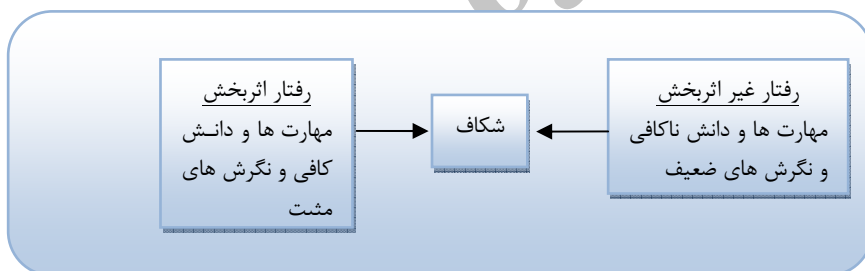 رفتار غیر اثربخش
مهارت ها و دانش ناکافی
و نگرش های ضعیف
شکاف
رفتار اثربخش
مهارت ها و دانـش
کافی و نگرش های
مثبت